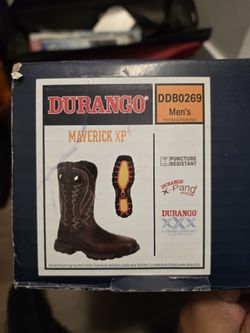 DURANGO
DDB0269
Men's
MAVERICK XP
PUNCTURE
RESISTANT
DURANGO
X-Pand
DURANGO
XXX